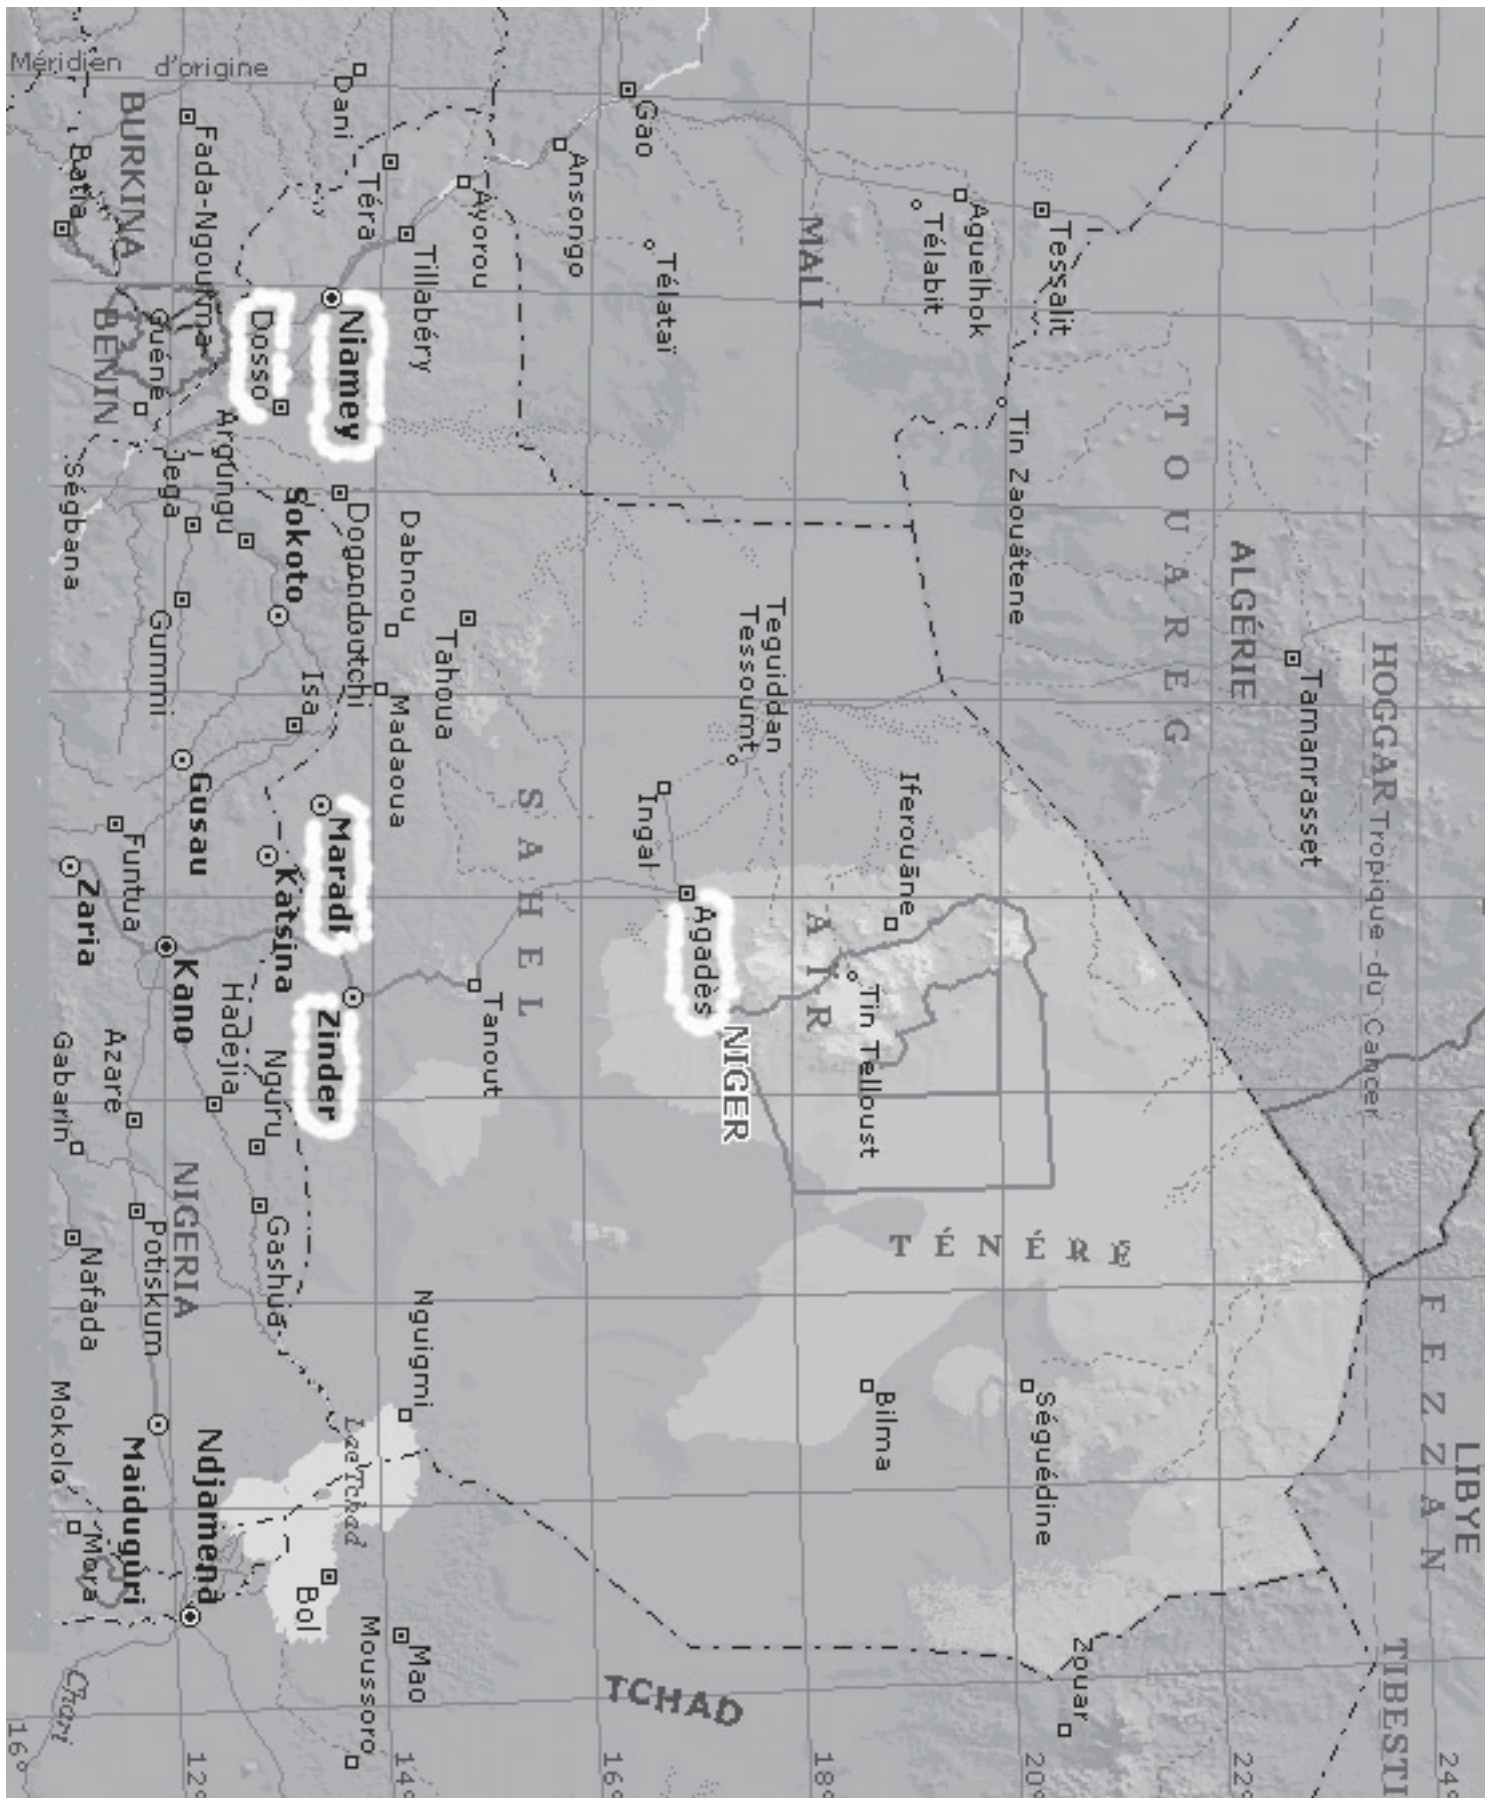 Méridien d'origine
BURKINA
Batia
Fada-Ngourma
Dani
Téra
Ayorou
Tillabéry
Gao
Ansongo
Télataï
MALI
Télabit
Aguelhok
Tessalit
Tin Zaouâtene
TOUAREG
ALGÉRIE
HOGGAR
Tropique du Cancer
Tamanrasset
BENIN
Guéné
Dosso
Niamey
Ségbana
Jega
Argungu
Sokoto
Dogondoutchi
Dabnou
Tahoua
Madaoua
Gummi
Isa
Gusau
Funtua
Zaria
Kano
Katsina
Maradi
Zinder
Tanout
SAHEL
Teguiddan
Tessoumt
Ingal
Agadès
Iferouâne
AÏR
Tin Telloust
NIGER
TÉNÉRÉ
Bilma
Séguédine
FEZZAN
LIBYE
TIBESTI
Zouar
TCHAD
Gabarin
Azare
Hadejia
Nguru
Gashua
NIGERIA
Potiskum
Nafada
Nguigmi
Lac Tchad
Mokolo
Mora
Maiduguri
Ndjamena
Bol
Mao
Moussoro
Chari
16°
12°
14°
16°
18°
20°
22°
24°